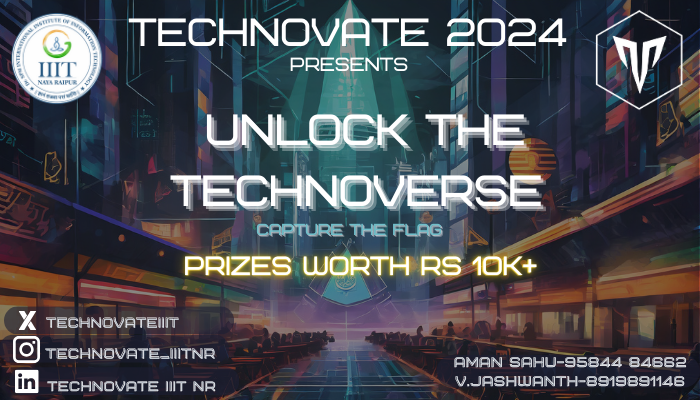 TECHNOVATE 2024
PRESENTS
UNLOCK THE
TECHNOVERSE
CAPTURE THE FLAG
PRIZES WORTH RS 10K+
IIIT
NAYA RAIPUR
TECHNOVATEIIIT
TECHNOVATE_IIITNR
TECHNOVATE IIIT NR
AMAN SAHU-95844 84662
V.JASHWANTH-8919891146